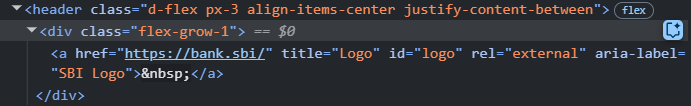 <header class="d-flex px-3 align-items-center justify-content-between"> flex
<div class="flex-grow-1"> == $0
<a href="https://bank.sbi/" title="Logo" id="logo" rel="external" aria-label=
"SBI Logo">&nbsp;</a>
</div>